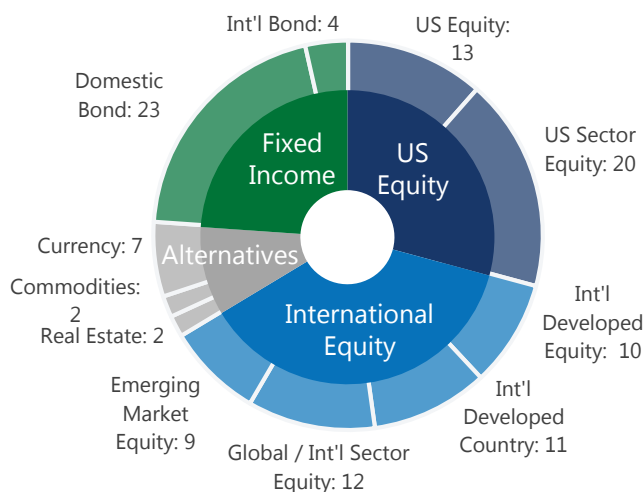 Int'l Bond: 4
US Equity:
13
Domestic
Bond: 23
US Sector
Equity: 20
Fixed
Income
US
Equity
Currency: 7
Alternatives
Commodities:
2
Real Estate: 2
International
Equity
Int'l
Developed
Equity: 10
Emerging
Market
Equity: 9
Int'l
Developed
Country: 11
Global / Int'l Sector
Equity: 12